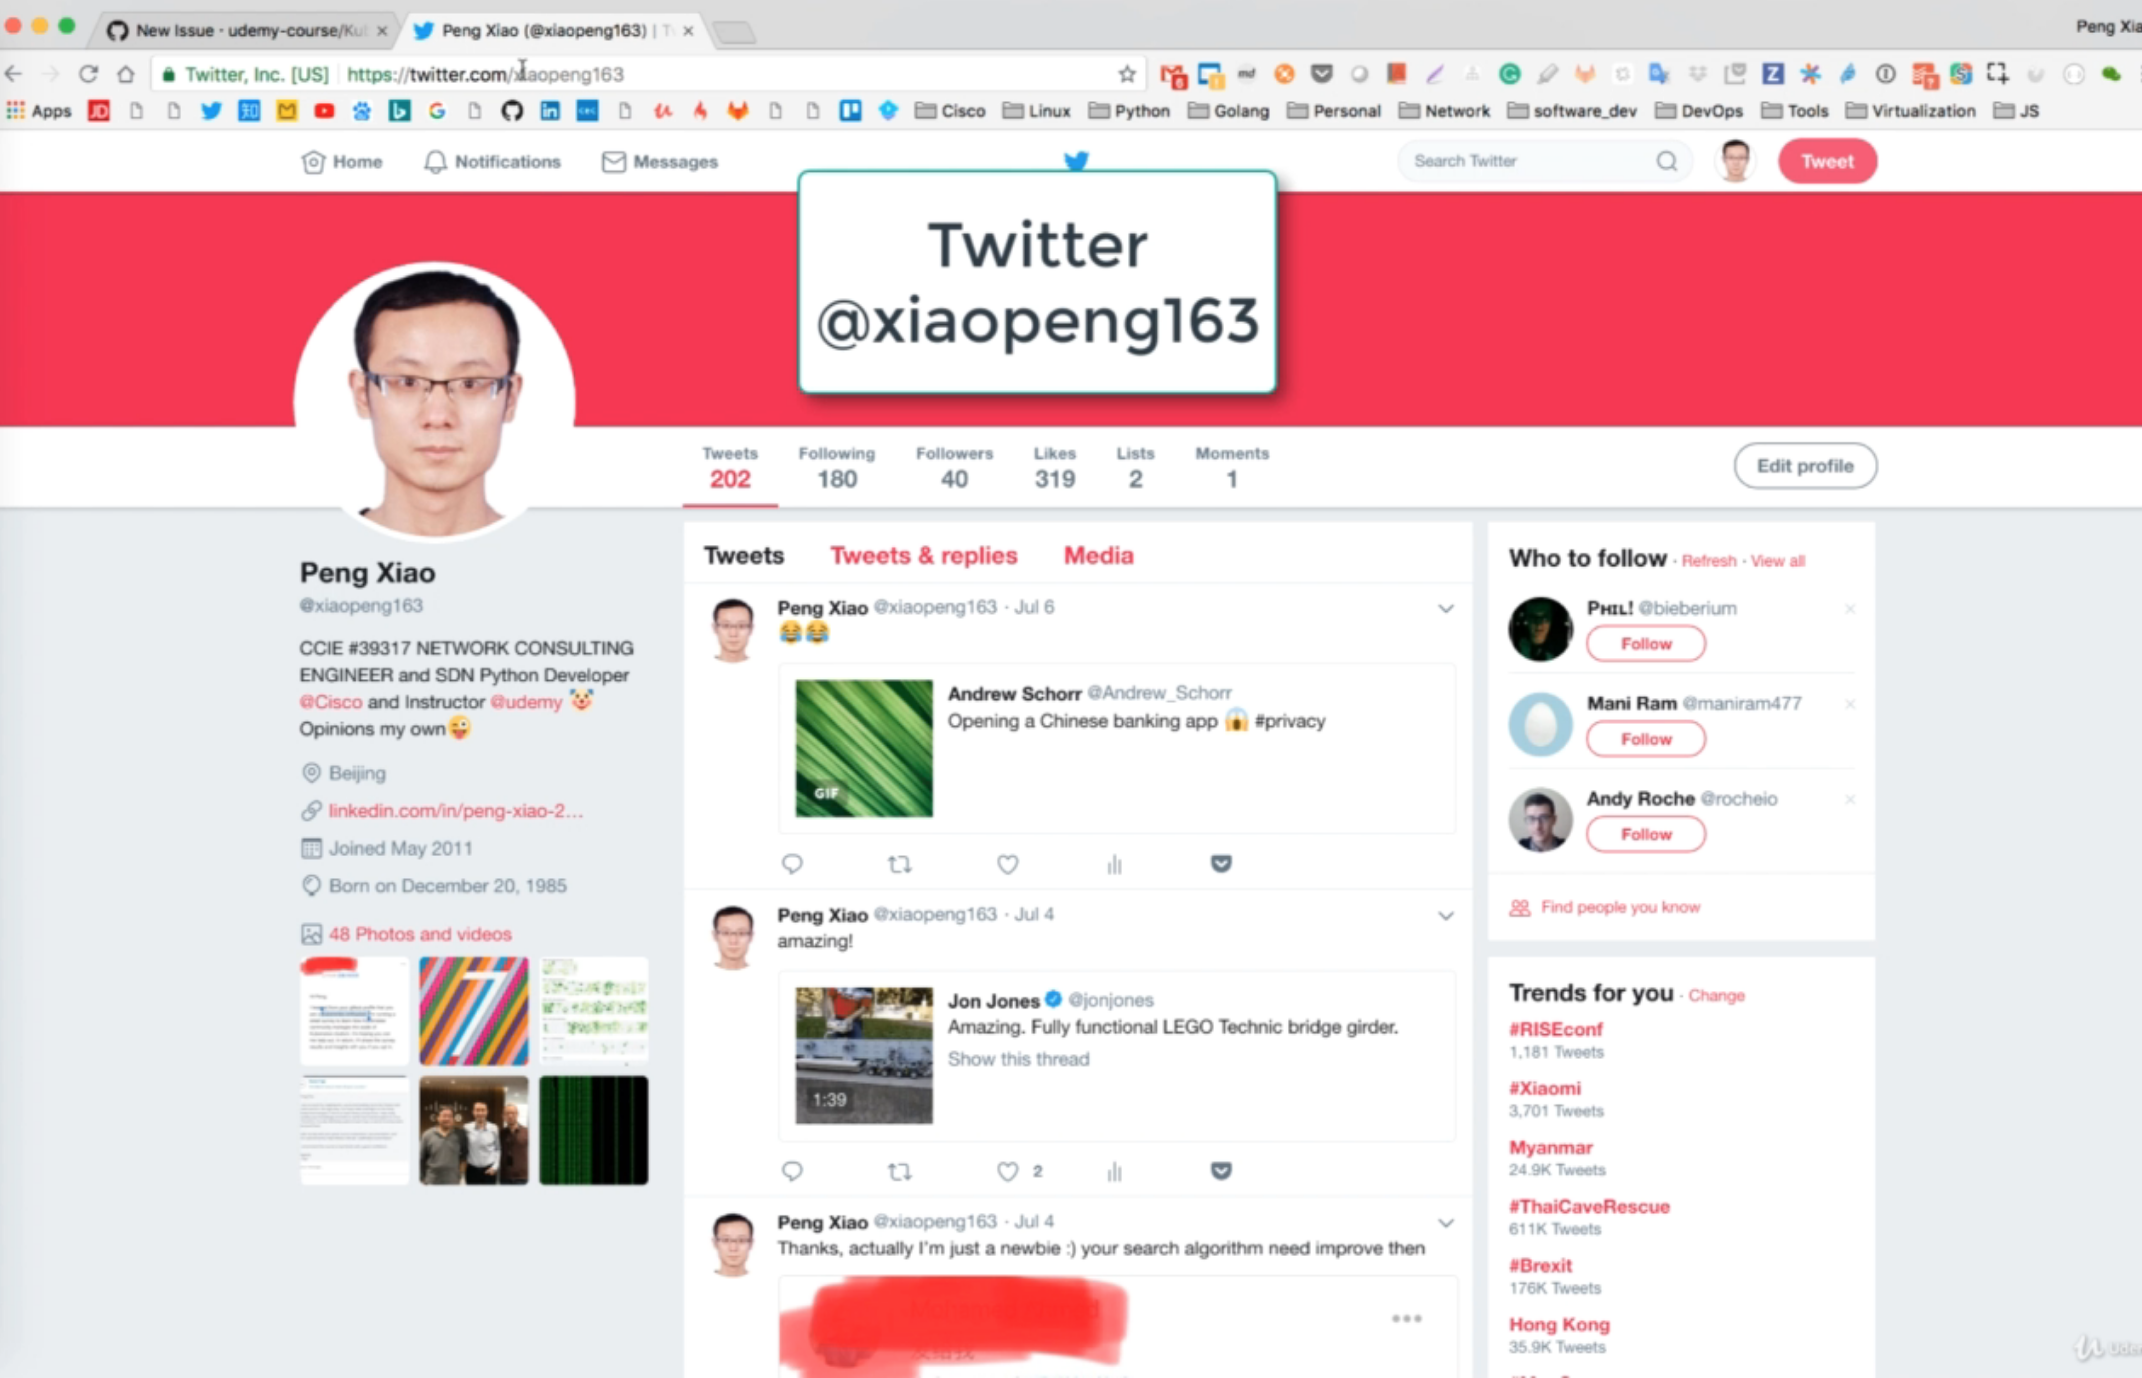 New Issue · udemy-course/Kub
Peng Xiao (@xiaopeng163) | T
Peng Xia
Twitter, Inc. [US]
https://twitter.com/xiaopeng163
Apps
Cisco
Linux
Python
Golang
Personal
Network
software_dev
DevOps
Tools
Virtualization
JS
Home
Notifications
Messages
Search Twitter
Tweet
Twitter
@xiaopeng163
Tweets
202
Following
180
Followers
40
Likes
319
Lists
2
Moments
1
Edit profile
Peng Xiao
@xiaopeng163
CCIE #39317 NETWORK CONSULTING
ENGINEER and SDN Python Developer
@Cisco and Instructor @udemy 🤡
Opinions my own😜
Beijing
linkedin.com/in/peng-xiao-2…
Joined May 2011
Born on December 20, 1985
48 Photos and videos
Tweets
Tweets & replies
Media
Peng Xiao @xiaopeng163 · Jul 6
😂😂
Andrew Schorr @Andrew_Schorr
Opening a Chinese banking app 😱 #privacy
GIF
Peng Xiao @xiaopeng163 · Jul 4
amazing!
Jon Jones @jonjones
Amazing. Fully functional LEGO Technic bridge girder.
Show this thread
1:39
2
Peng Xiao @xiaopeng163 · Jul 4
Thanks, actually I'm just a newbie :) your search algorithm need improve then
Who to follow · Refresh · View all
PHIL! @bieberium
Follow
Mani Ram @maniram477
Follow
Andy Roche @rocheio
Follow
Find people you know
Trends for you · Change
#RISEconf
1,181 Tweets
#Xiaomi
3,701 Tweets
Myanmar
24.9K Tweets
#ThaiCaveRescue
611K Tweets
#Brexit
176K Tweets
Hong Kong
35.9K Tweets